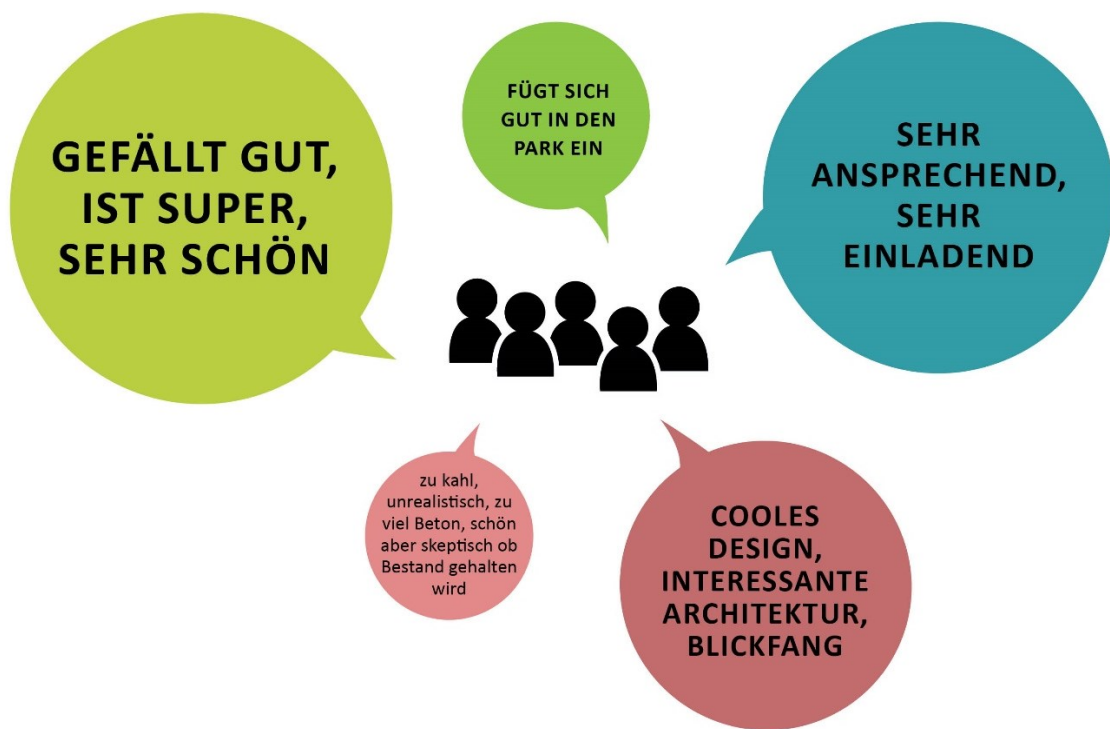 GEFÄLLT GUT,
IST SUPER,
SEHR SCHÖN
FÜGT SICH
GUT IN DEN
PARK EIN
SEHR
ANSPRECHEND,
SEHR
EINLADEND
zu kahl,
unrealistisch, zu
viel Beton, schön
aber skeptisch ob
Bestand gehalten
wird
COOLES
DESIGN,
INTERESSANTE
ARCHITEKTUR,
BLICKFANG